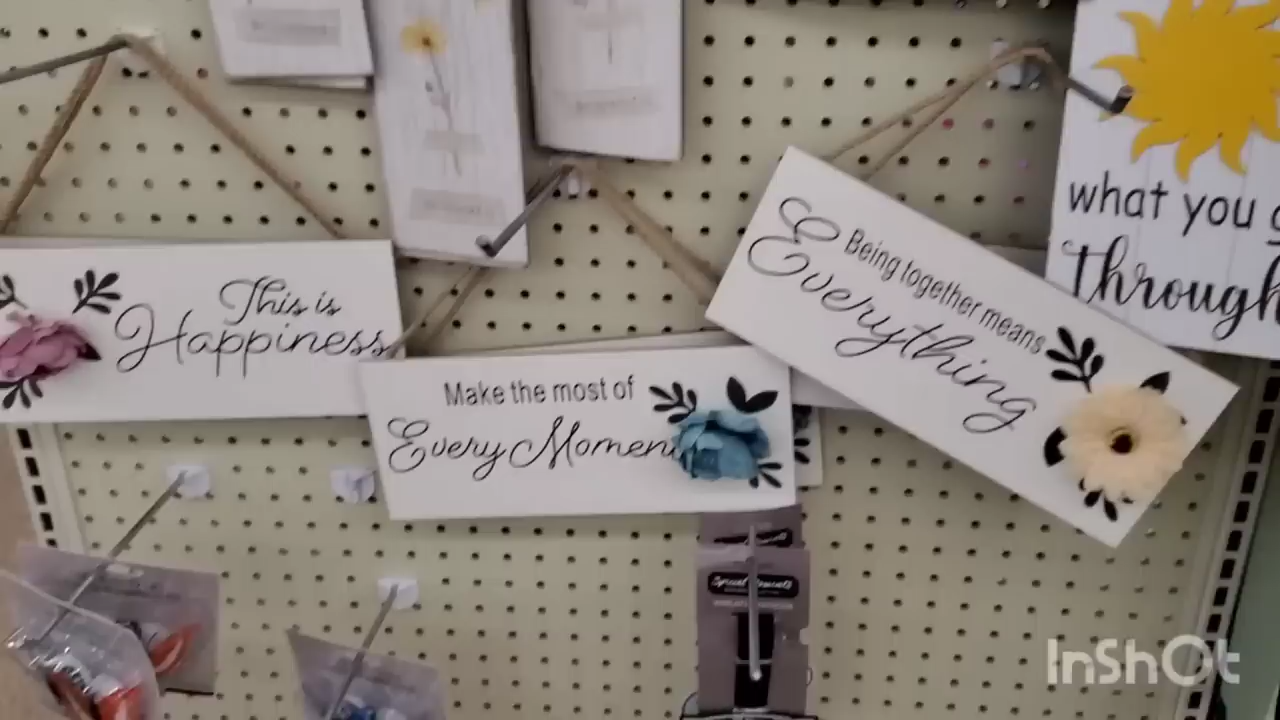 This is
Happiness
Make the most of
Every Moment
Being together means
Everything
what you g
through
InShOt